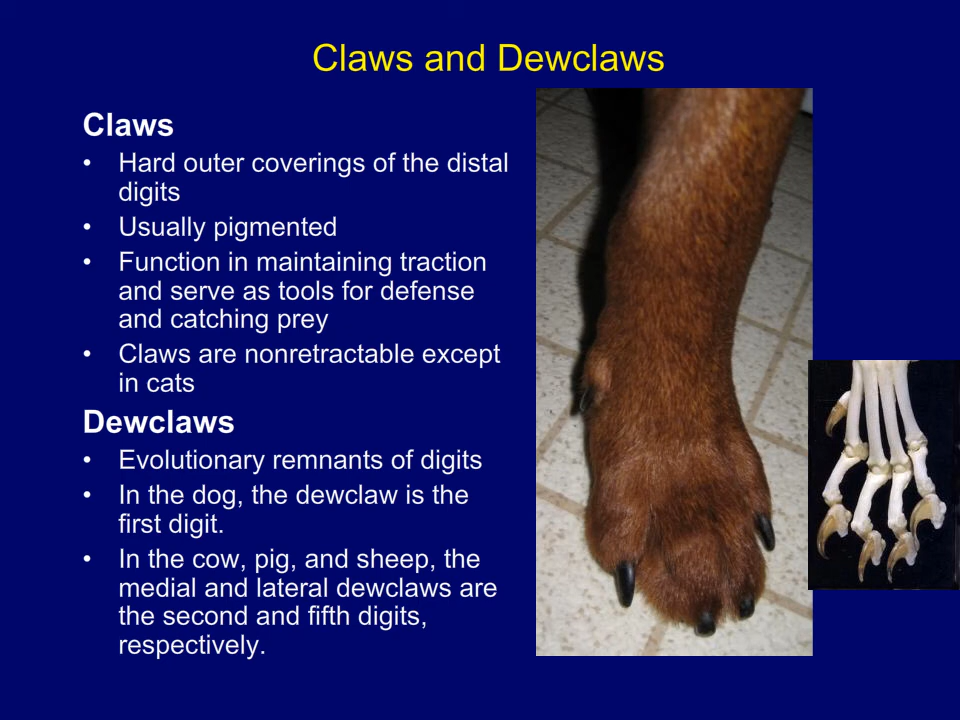 Claws and Dewclaws
Claws
• Hard outer coverings of the distal
digits
• Usually pigmented
• Function in maintaining traction
and serve as tools for defense
and catching prey
• Claws are nonretractable except
in cats
Dewclaws
• Evolutionary remnants of digits
• In the dog, the dewclaw is the
first digit.
• In the cow, pig, and sheep, the
medial and lateral dewclaws are
the second and fifth digits,
respectively.